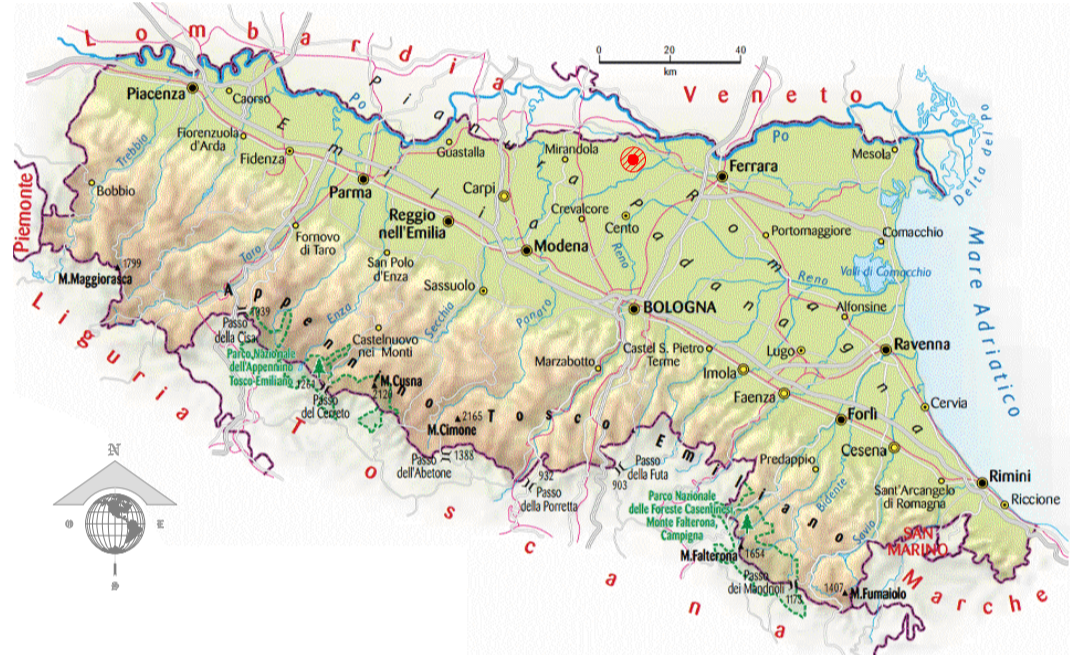 Lombardia
0 20 40
km
Veneto
Piacenza
Caorso
Po
Pianura Padana
Emilia
Romagna
Po
Mesola
Delta del Po
Fiorenzuola
d'Arda
Trebbio
Fidenza
Guastalla
Mirandola
Ferrara
Piemonte
Bobbio
Parma
Carpi
Reggio
nell'Emilia
Crevalcore
Cento
Portomaggiore
Comacchio
Fornovo
di Taro
Taro
San Polo
d'Enza
Modena
Reno
Reno
Valli di Comacchio
Mare Adriatico
1799
M.Maggiorasca
Sassuolo
Enza
Secchia
Panaro
BOLOGNA
Alfonsine
Liguria
Appennino Tosco Emiliano
1039
Passo
della Cisa
Parco Nazionale
dell'Appennino
Tosco-Emiliano
1261
Passo
del Cerreto
Castelnuovo
nei Monti
M.Cusna
2120
Marzabotto
Castel S. Pietro
Terme
Lugo
Ravenna
Imola
Faenza
2165
M.Cimone
Forlì
Cervia
Passo
dell'Abetone
1388
932
Passo
della Porretta
903
Passo
della Futa
Predappio
Cesena
Bidente
Savio
Sant'Arcangelo
di Romagna
Rimini
Riccione
Parco Nazionale
delle Foreste Casentinesi,
Monte Falterona,
Campigna
M.Falterona
1654
Passo
dei Mandrioli
1173
1407
M.Fumaiolo
SAN
MARINO
Marche
Toscana
N
O E
S